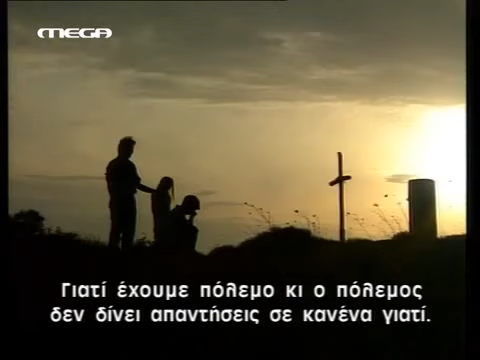 MEGA
Γιατί έχουμε πόλεμο κι ο πόλεμος
δεν δίνει απαντήσεις σε κανένα γιατί.